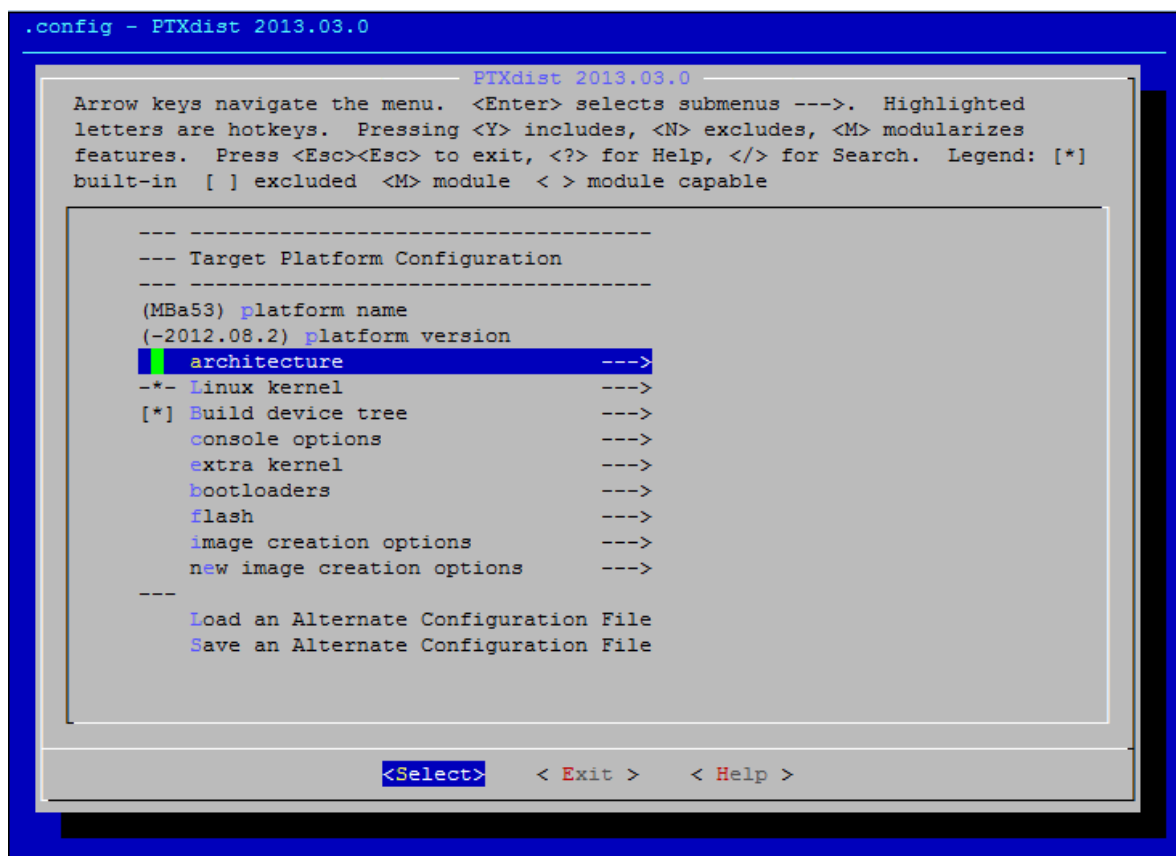 .config - PTXdist 2013.03.0
PTXdist 2013.03.0
Arrow keys navigate the menu.  <Enter> selects submenus --->.  Highlighted
letters are hotkeys.  Pressing <Y> includes, <N> excludes, <M> modularizes
features.  Press <Esc><Esc> to exit, <?> for Help, </> for Search.  Legend: [*]
built-in  [ ] excluded  <M> module  < > module capable
--- ------------------------------------
--- Target Platform Configuration
--- ------------------------------------
(MBa53) platform name
(-2012.08.2) platform version
architecture                    --->
-*- Linux kernel                    --->
[*] Build device tree               --->
console options                 --->
extra kernel                    --->
bootloaders                     --->
flash                           --->
image creation options          --->
new image creation options      --->
---
Load an Alternate Configuration File
Save an Alternate Configuration File
<Select>    < Exit >    < Help >